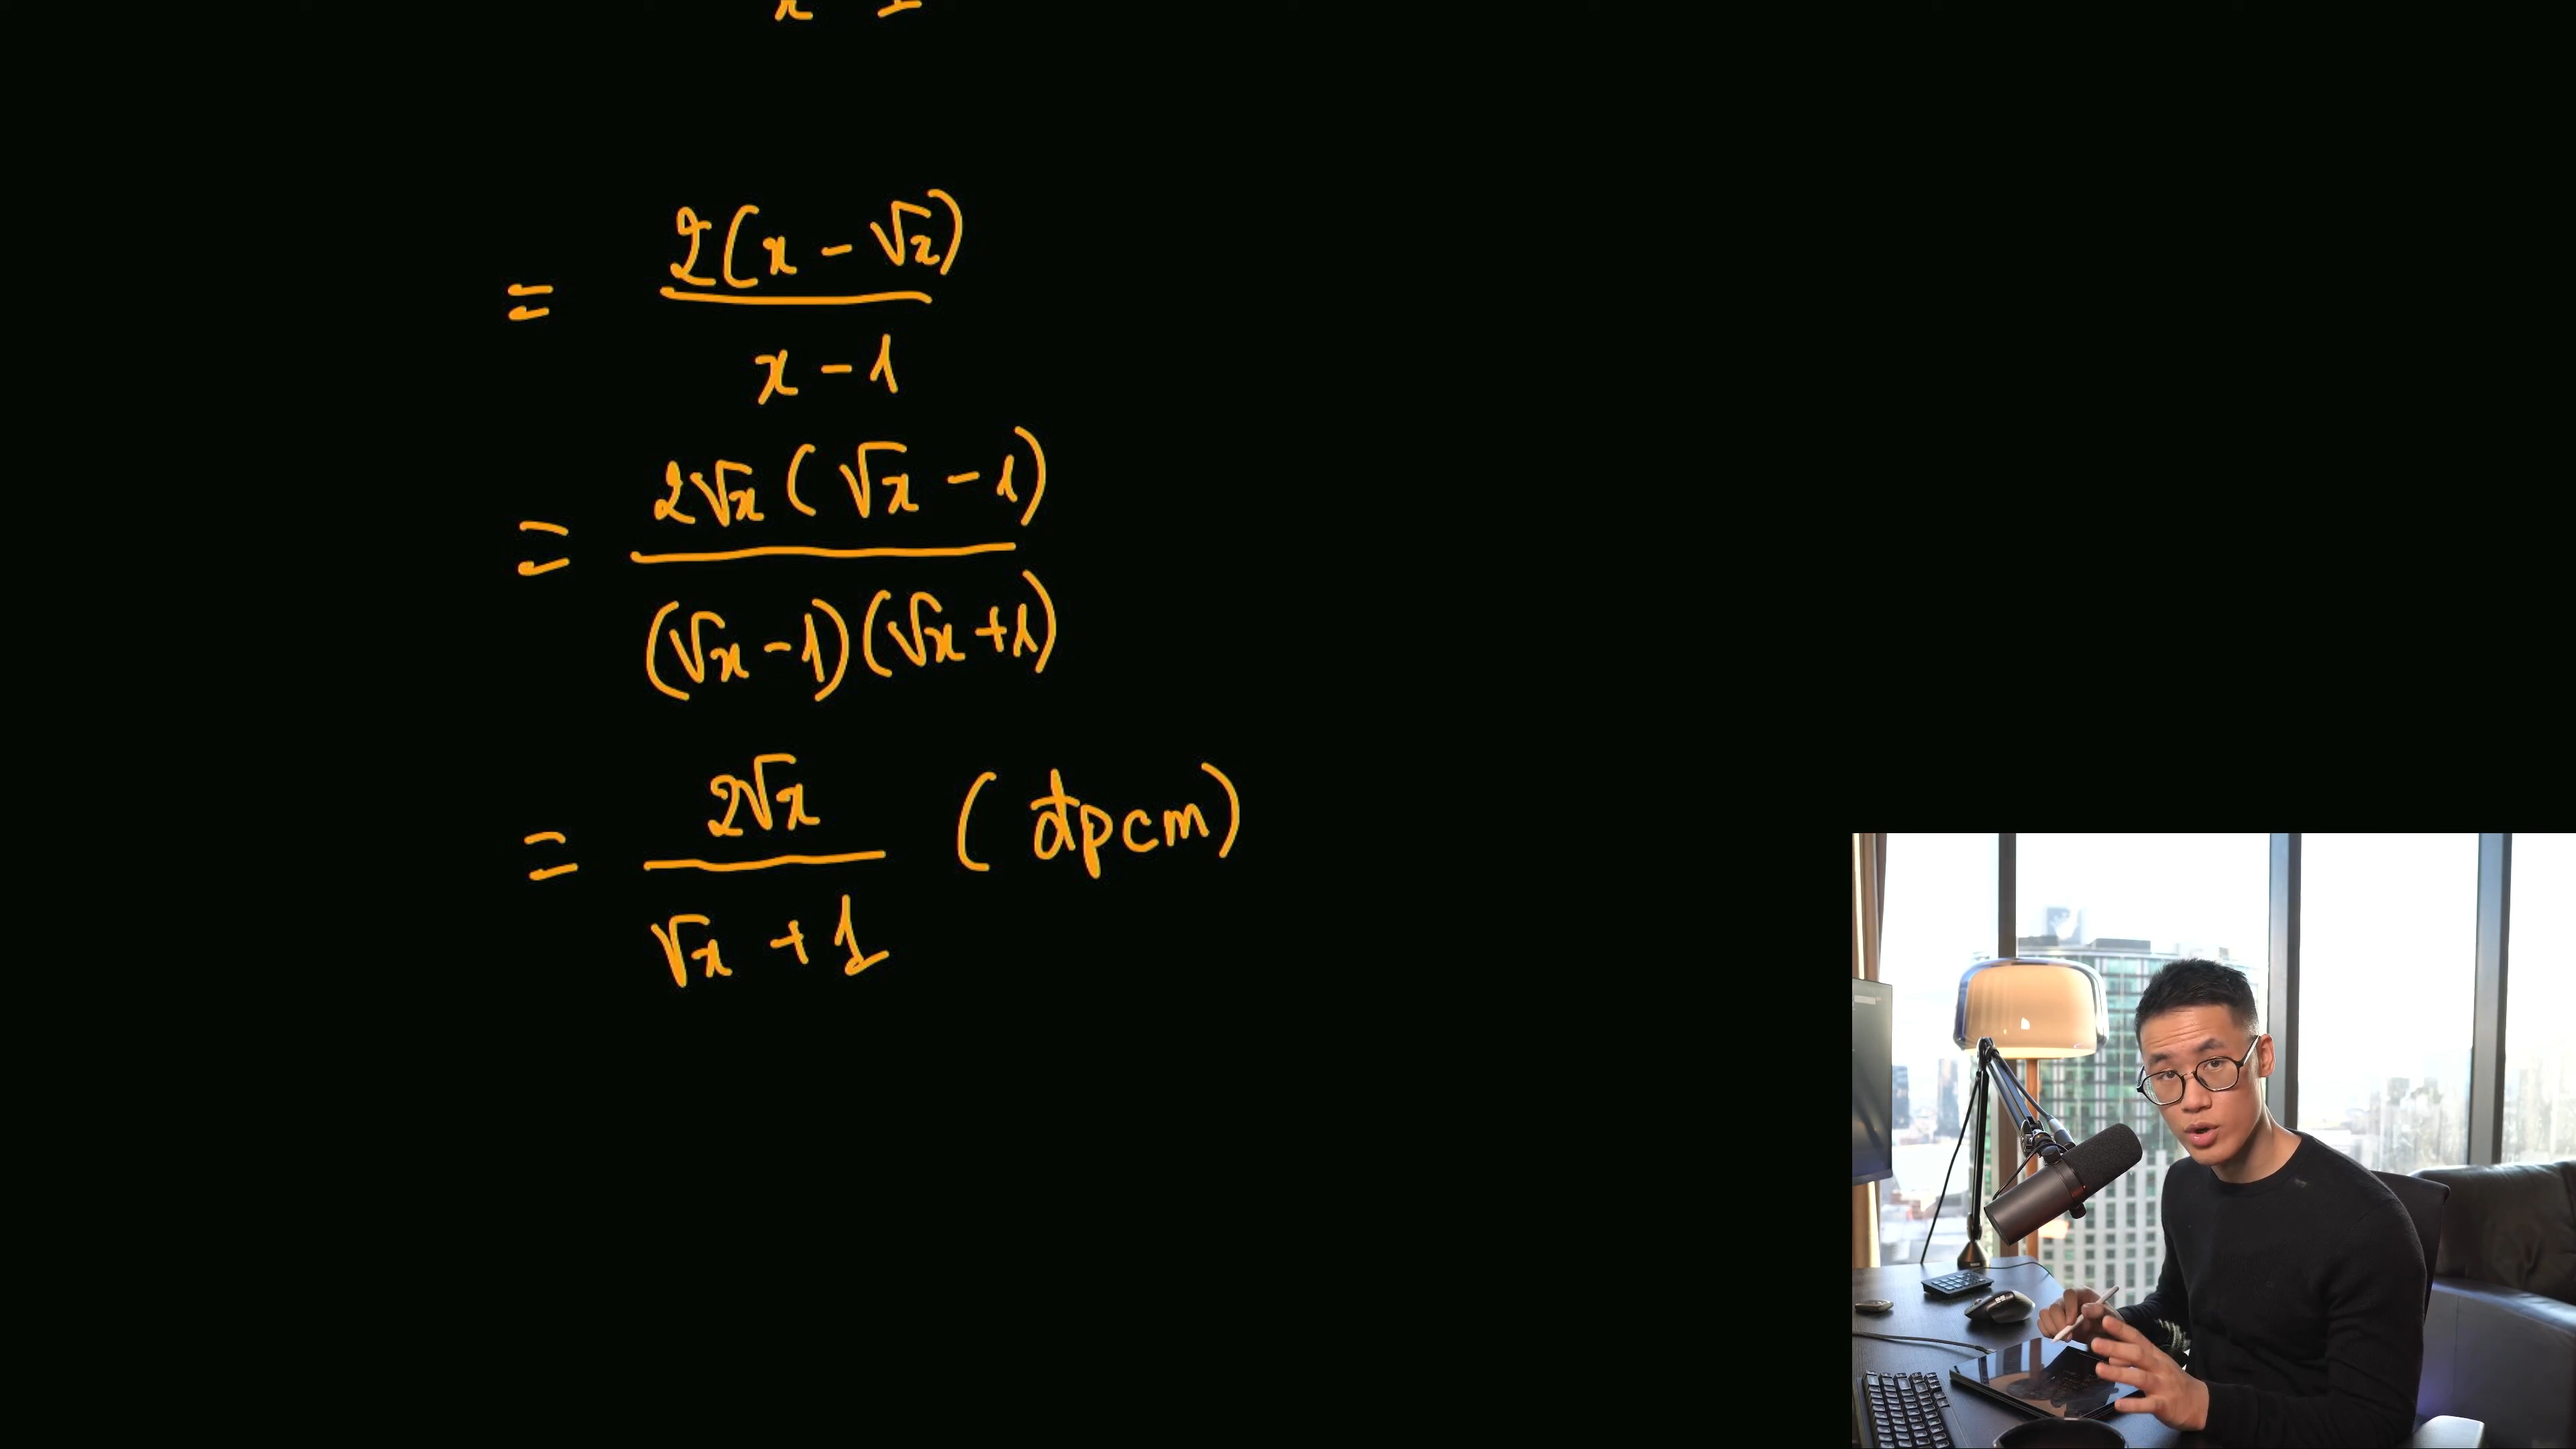 = 2(x - √x) / (x - 1)
= 2√x (√x - 1) / ((√x - 1)(√x + 1))
= 2√x / (√x + 1) (đpcm)